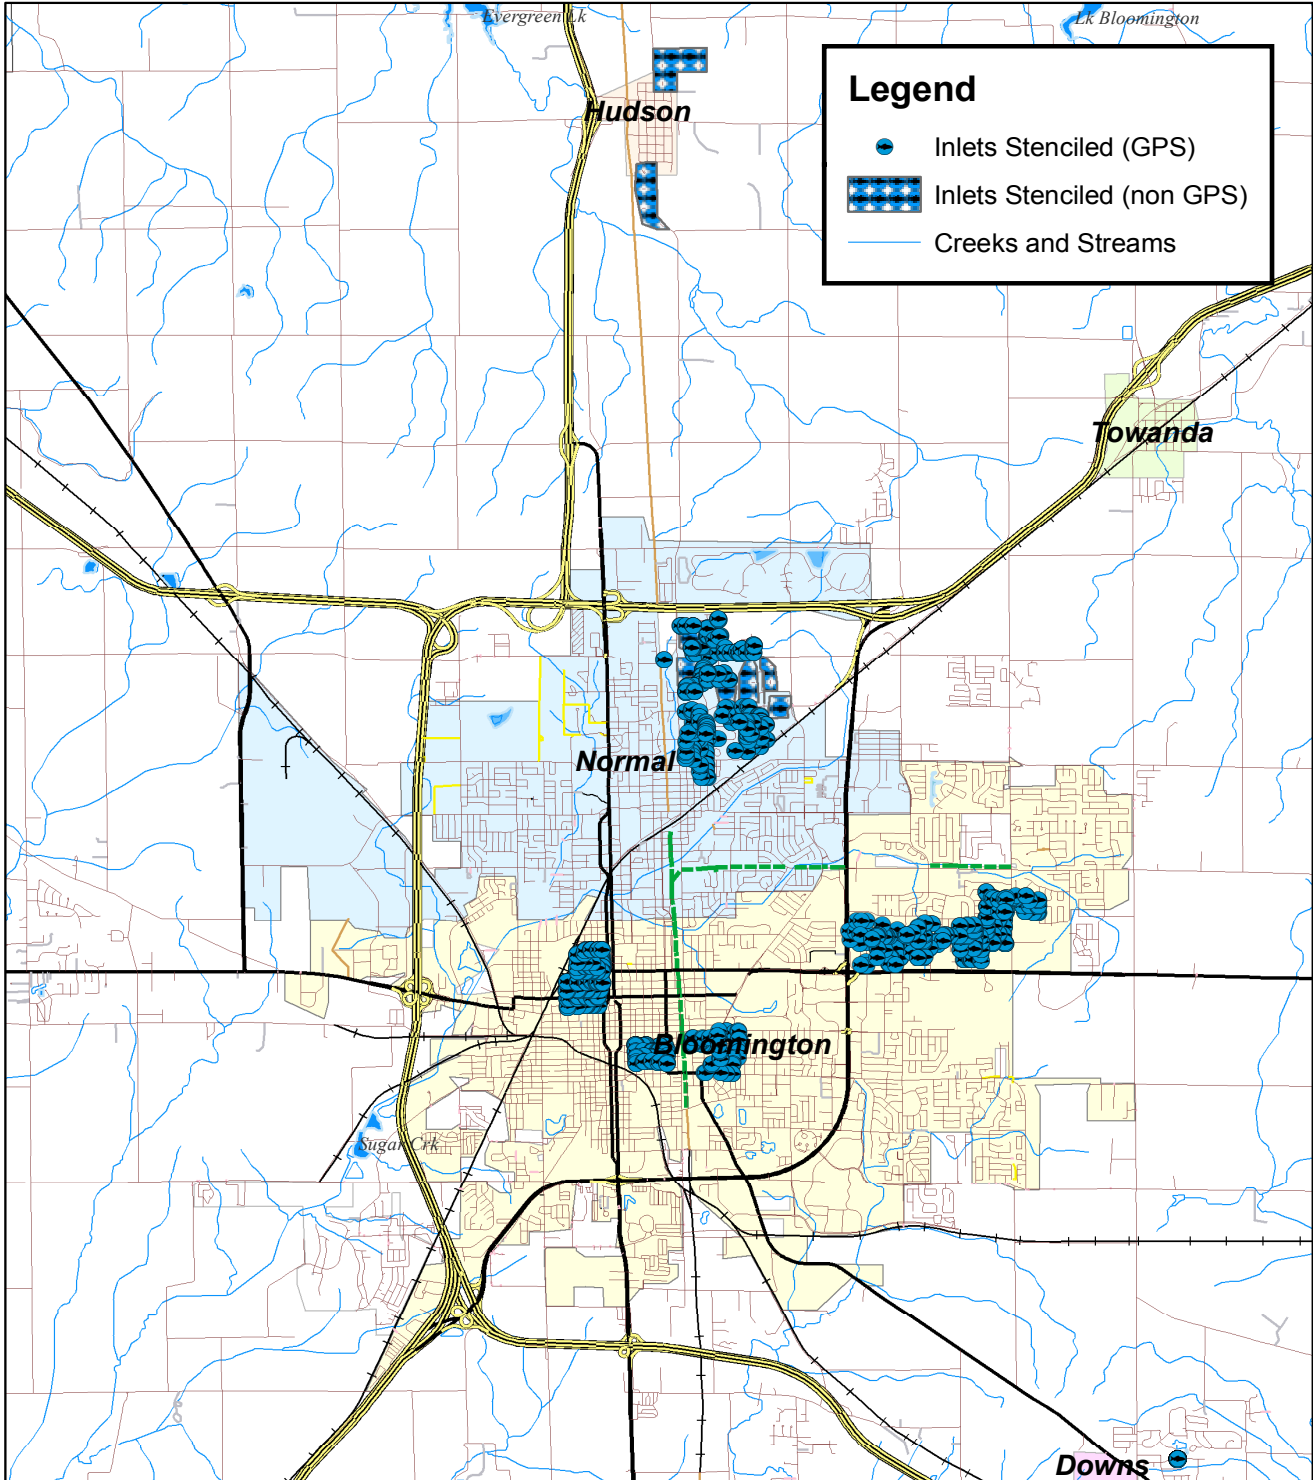 Evergreen Lk
Lk Bloomington
Hudson
Legend
Inlets Stenciled (GPS)
Inlets Stenciled (non GPS)
Creeks and Streams
Towanda
Normal
Bloomington
Sugar Crk
Downs